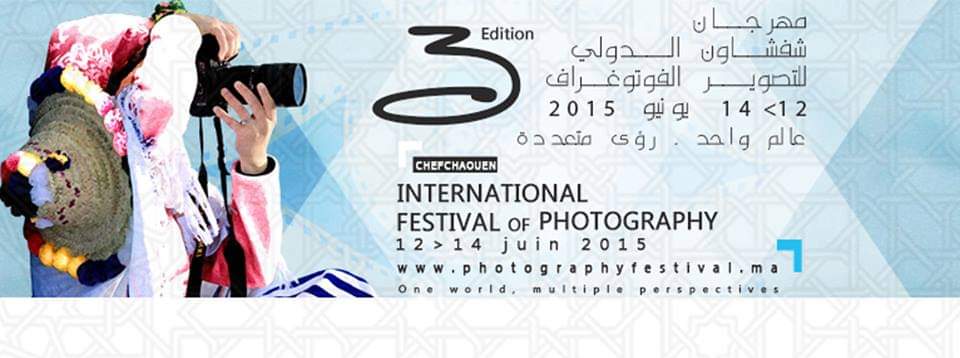 3 Edition
مهرجان
شفشاون الدولي
للتصوير الفوتوغراف
12> 14 يونيو 2015
عالم واحد . رؤى متعددة
CHEFCHAOUEN
INTERNATIONAL
FESTIVAL OF PHOTOGRAPHY
12 > 14 juin 2015
www.photographyfestival.ma
One world, multiple perspectives